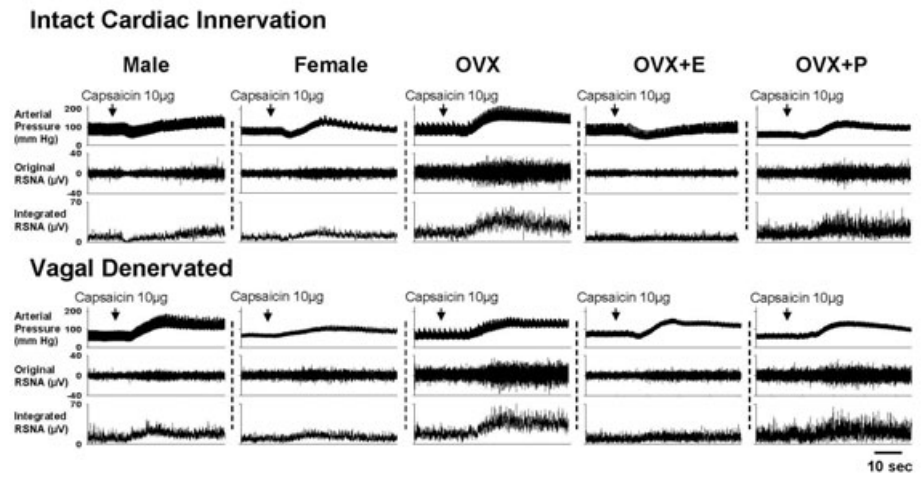 Intact Cardiac Innervation
Male Female OVX OVX+E OVX+P
Capsaicin 10μg Capsaicin 10μg Capsaicin 10μg Capsaicin 10μg Capsaicin 10μg
Arterial Pressure (mm Hg) 200 100 0
Original RSNA (μV) 40 -40
Integrated RSNA (μV) 70 0
Vagal Denervated
Capsaicin 10μg Capsaicin 10μg Capsaicin 10μg Capsaicin 10μg Capsaicin 10μg
Arterial Pressure (mm Hg) 200 100 0
Original RSNA (μV) 40 -40
Integrated RSNA (μV) 70 0
10 sec